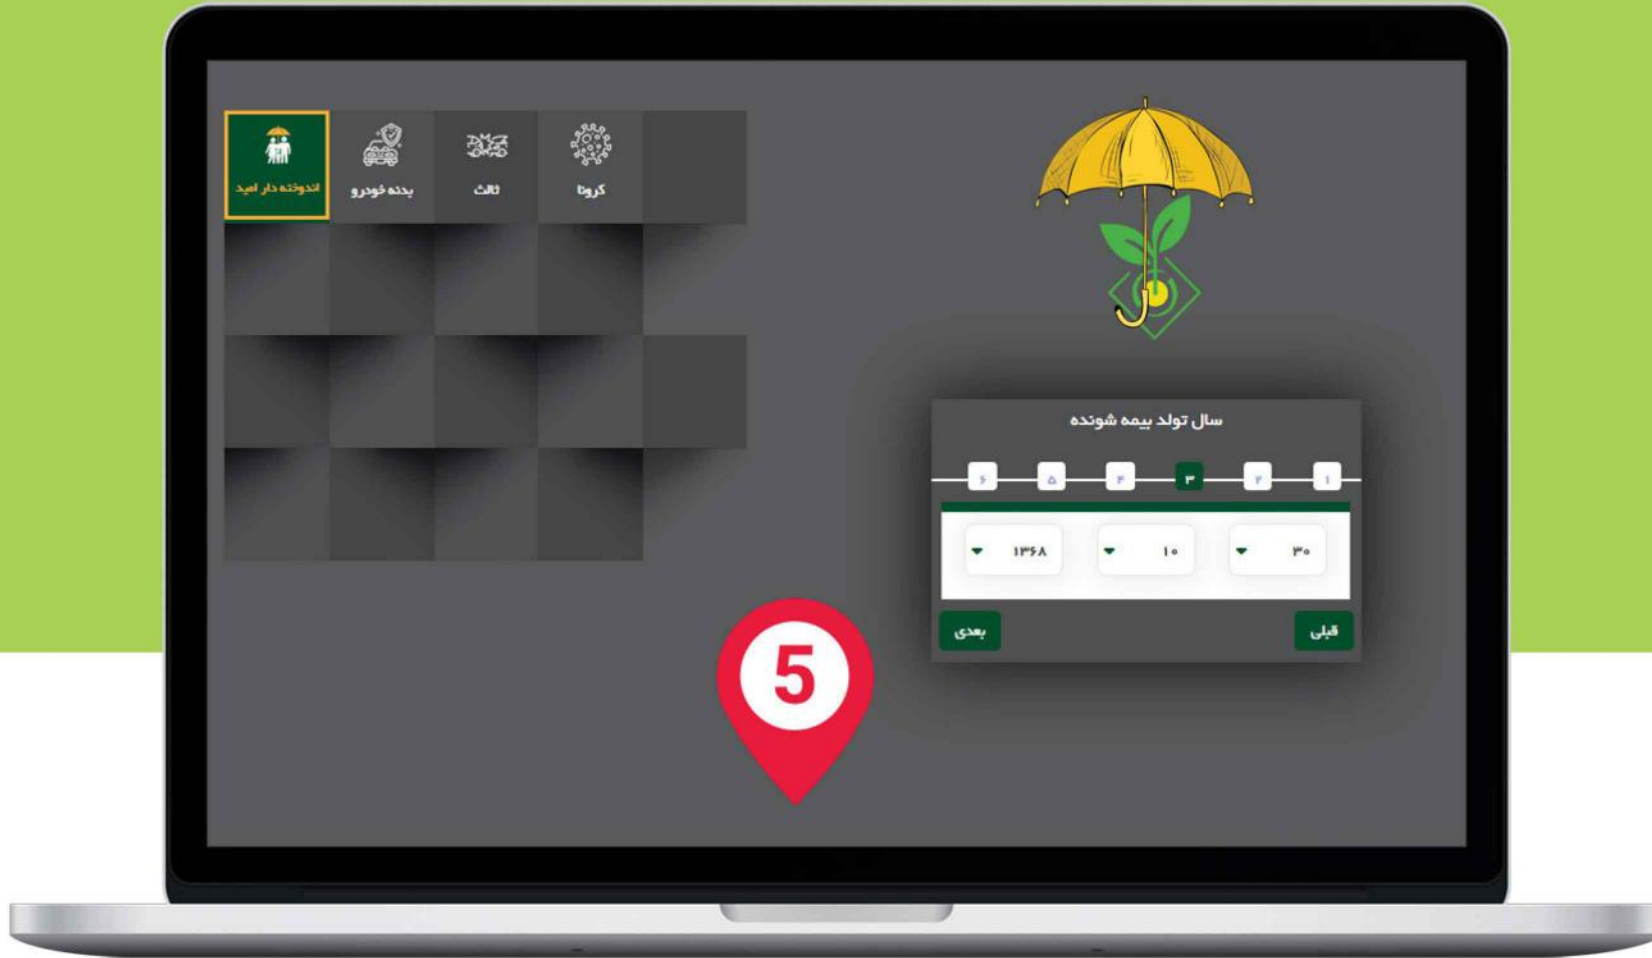 کرونا
ثالث
بدنه خودرو
اندوخته دار امید
سال تولد بیمه شونده
۱ ۲ ۳ ۴ ۵ ۶
۳۰ ۱۰ ۱۳۶۸
قبلی بعدی
5